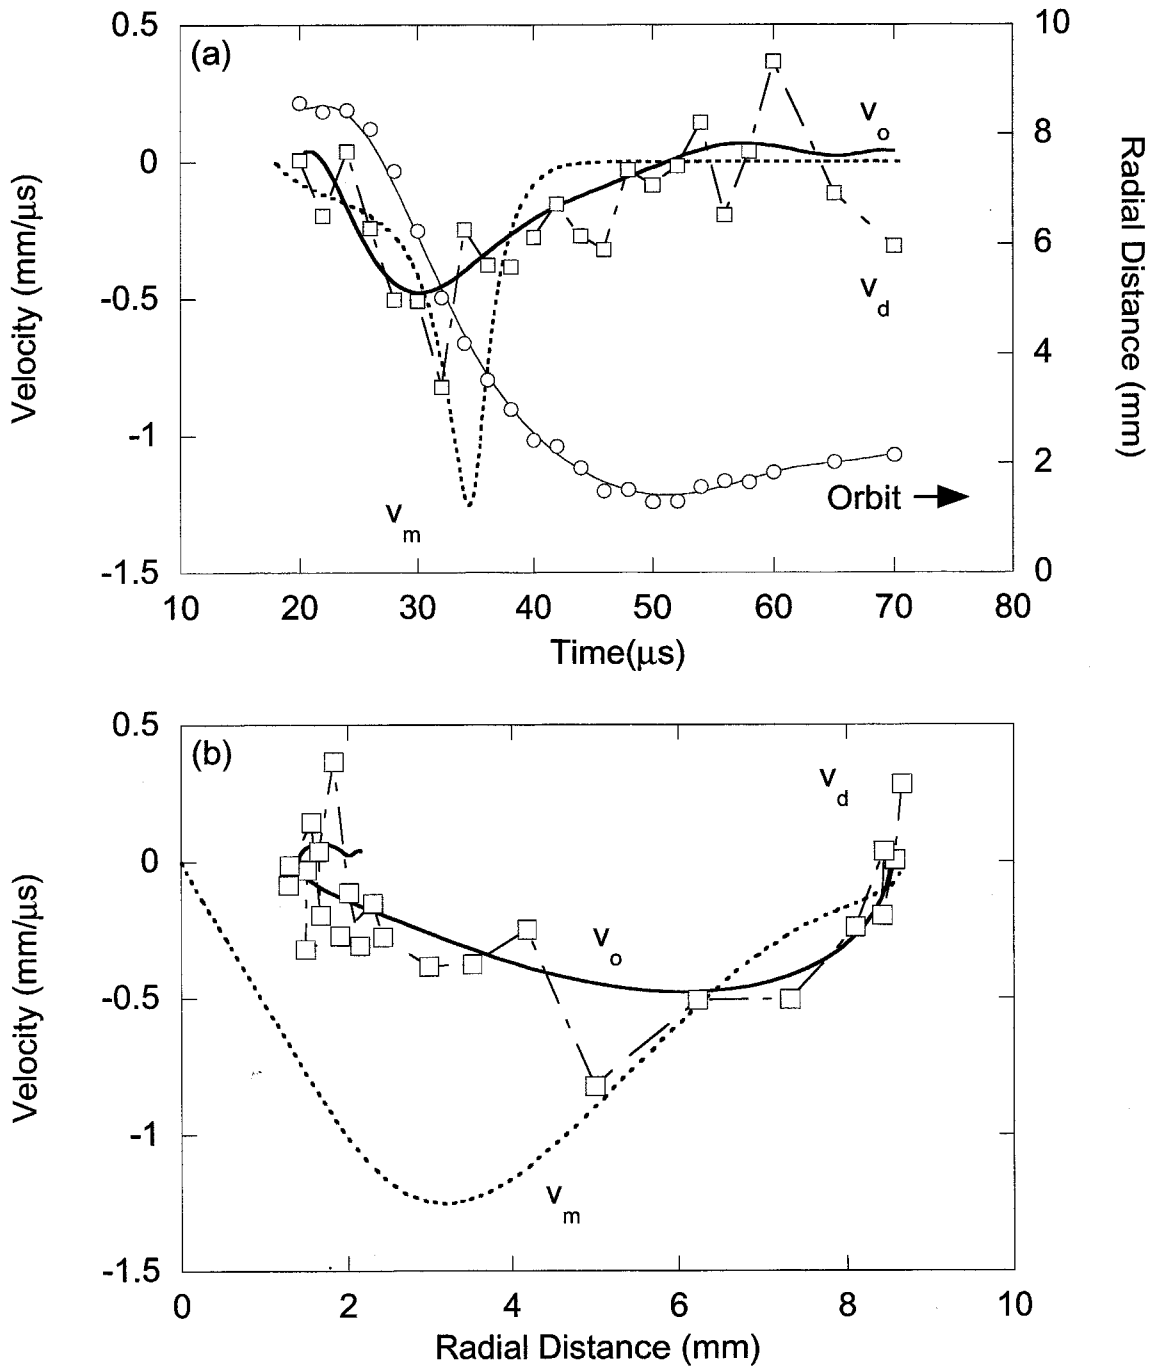 0.5
10
(a)
v
o
8
0
Velocity (mm/μs)
Radial Distance (mm)
6
v
d
-0.5
4
-1
2
Orbit
v
m
-1.5
0
10 20 30 40 50 60 70 80
Time(μs)
0.5
(b)
v
d
0
Velocity (mm/μs)
v
o
-0.5
-1
v
m
-1.5
0 2 4 6 8 10
Radial Distance (mm)